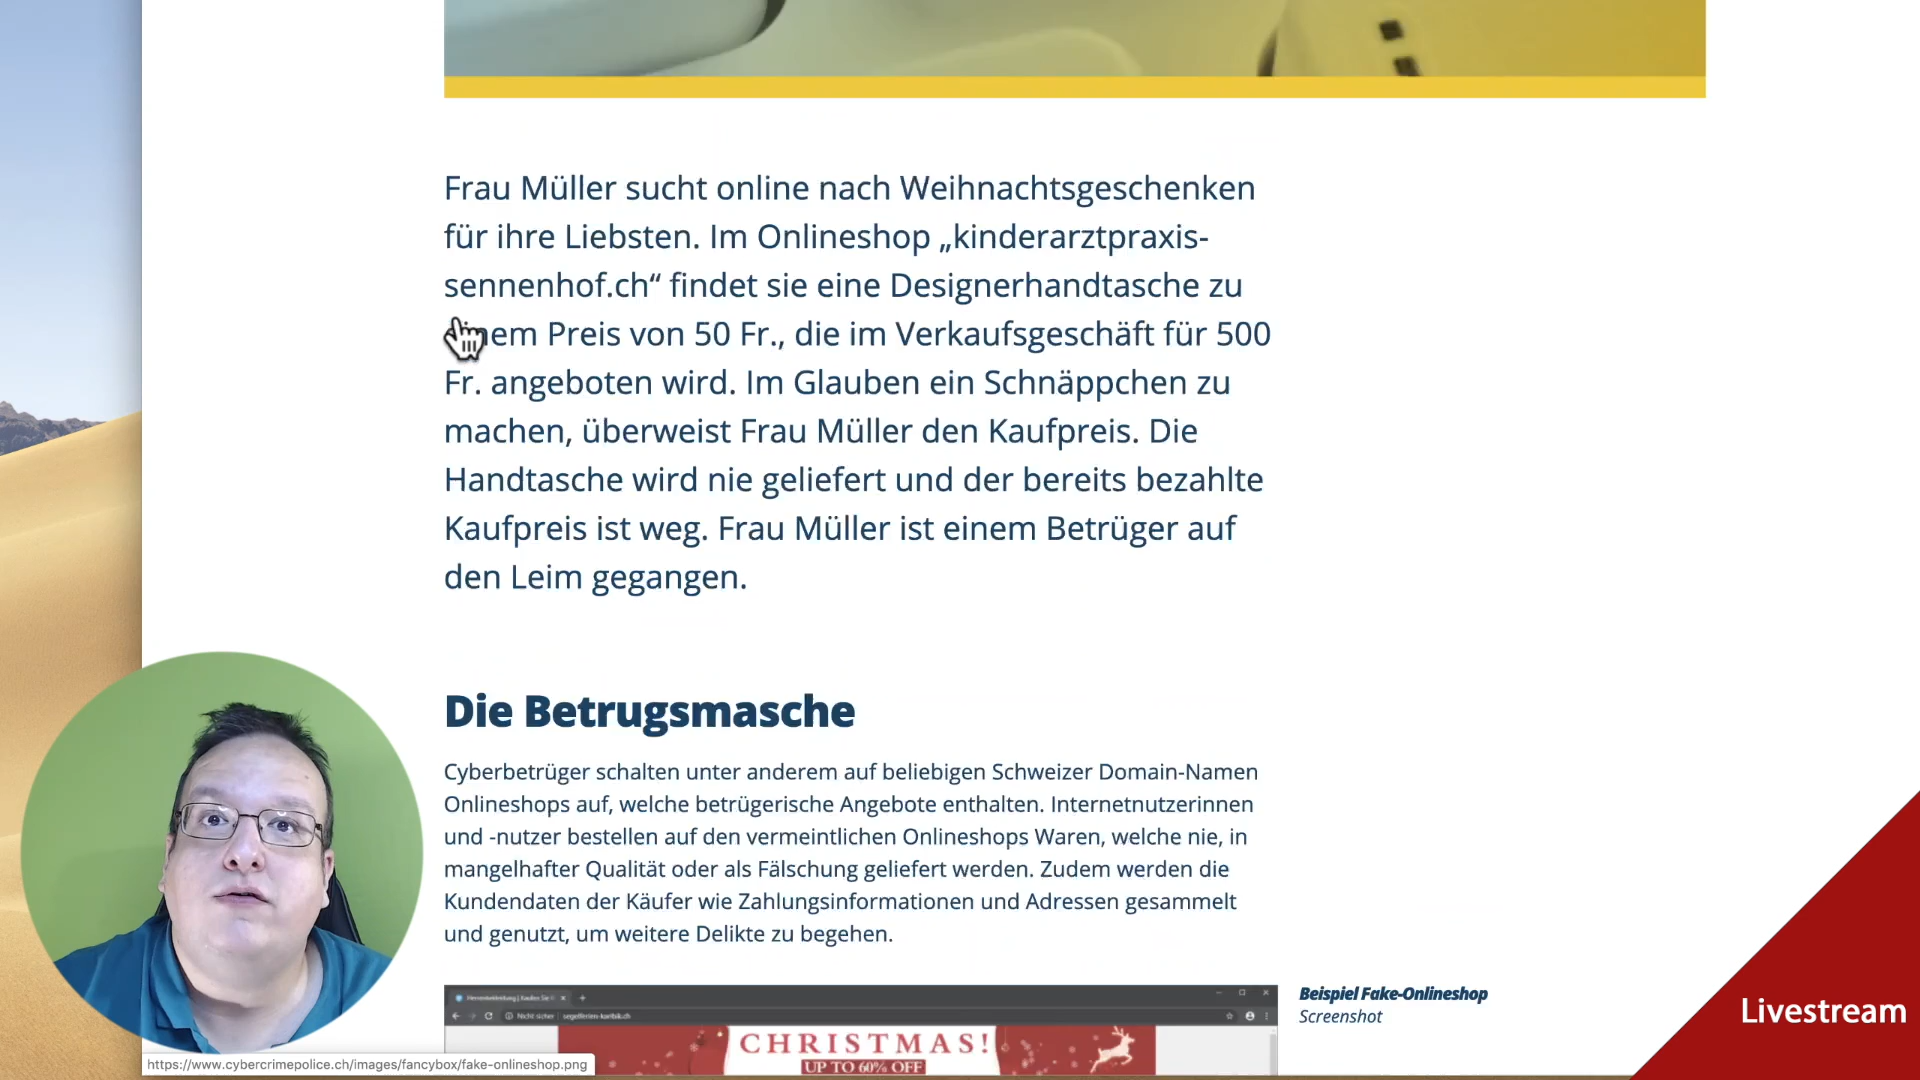 Frau Müller sucht online nach Weihnachtsgeschenken
für ihre Liebsten. Im Onlineshop „kinderarztpraxis-
sennenhof.ch“ findet sie eine Designerhandtasche zu
einem Preis von 50 Fr., die im Verkaufsgeschäft für 500
Fr. angeboten wird. Im Glauben ein Schnäppchen zu
machen, überweist Frau Müller den Kaufpreis. Die
Handtasche wird nie geliefert und der bereits bezahlte
Kaufpreis ist weg. Frau Müller ist einem Betrüger auf
den Leim gegangen.
Die Betrugsmasche
Cyberbetrüger schalten unter anderem auf beliebigen Schweizer Domain-Namen
Onlineshops auf, welche betrügerische Angebote enthalten. Internetnutzerinnen
und -nutzer bestellen auf den vermeintlichen Onlineshops Waren, welche nie, in
mangelhafter Qualität oder als Fälschung geliefert werden. Zudem werden die
Kundendaten der Käufer wie Zahlungsinformationen und Adressen gesammelt
und genutzt, um weitere Delikte zu begehen.
Beispiel Fake-Onlineshop
Screenshot
Herrenbekleidung | Kaufen Sie
Nicht sicher
CHRISTMAS!
UP TO 60% OFF
Livestream
https://www.cybercrimepolice.ch/images/fancybox/fake-onlineshop.png